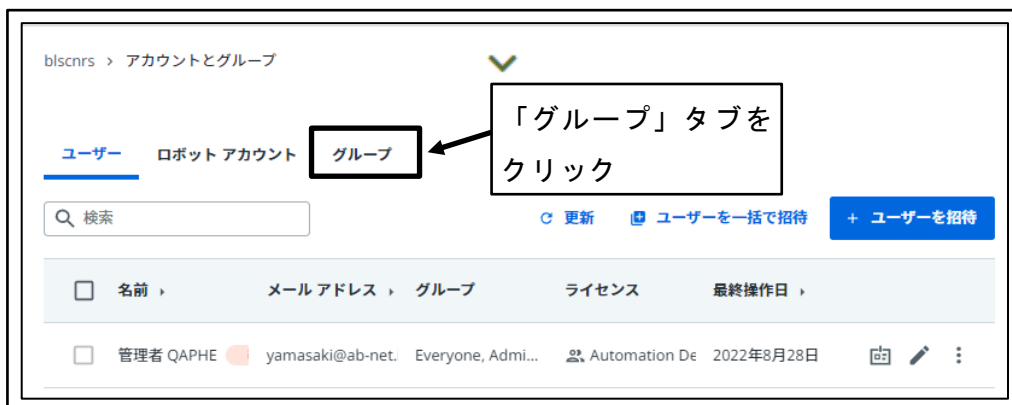 blscnrs › アカウントとグループ
「グループ」タブを
クリック
ユーザー ロボット アカウント グループ
検索 更新 ユーザーを一括で招待 + ユーザーを招待
名前 メール アドレス グループ ライセンス 最終操作日
管理者 QAPHE yamasaki@ab-net. Everyone, Admi... Automation De 2022年8月28日